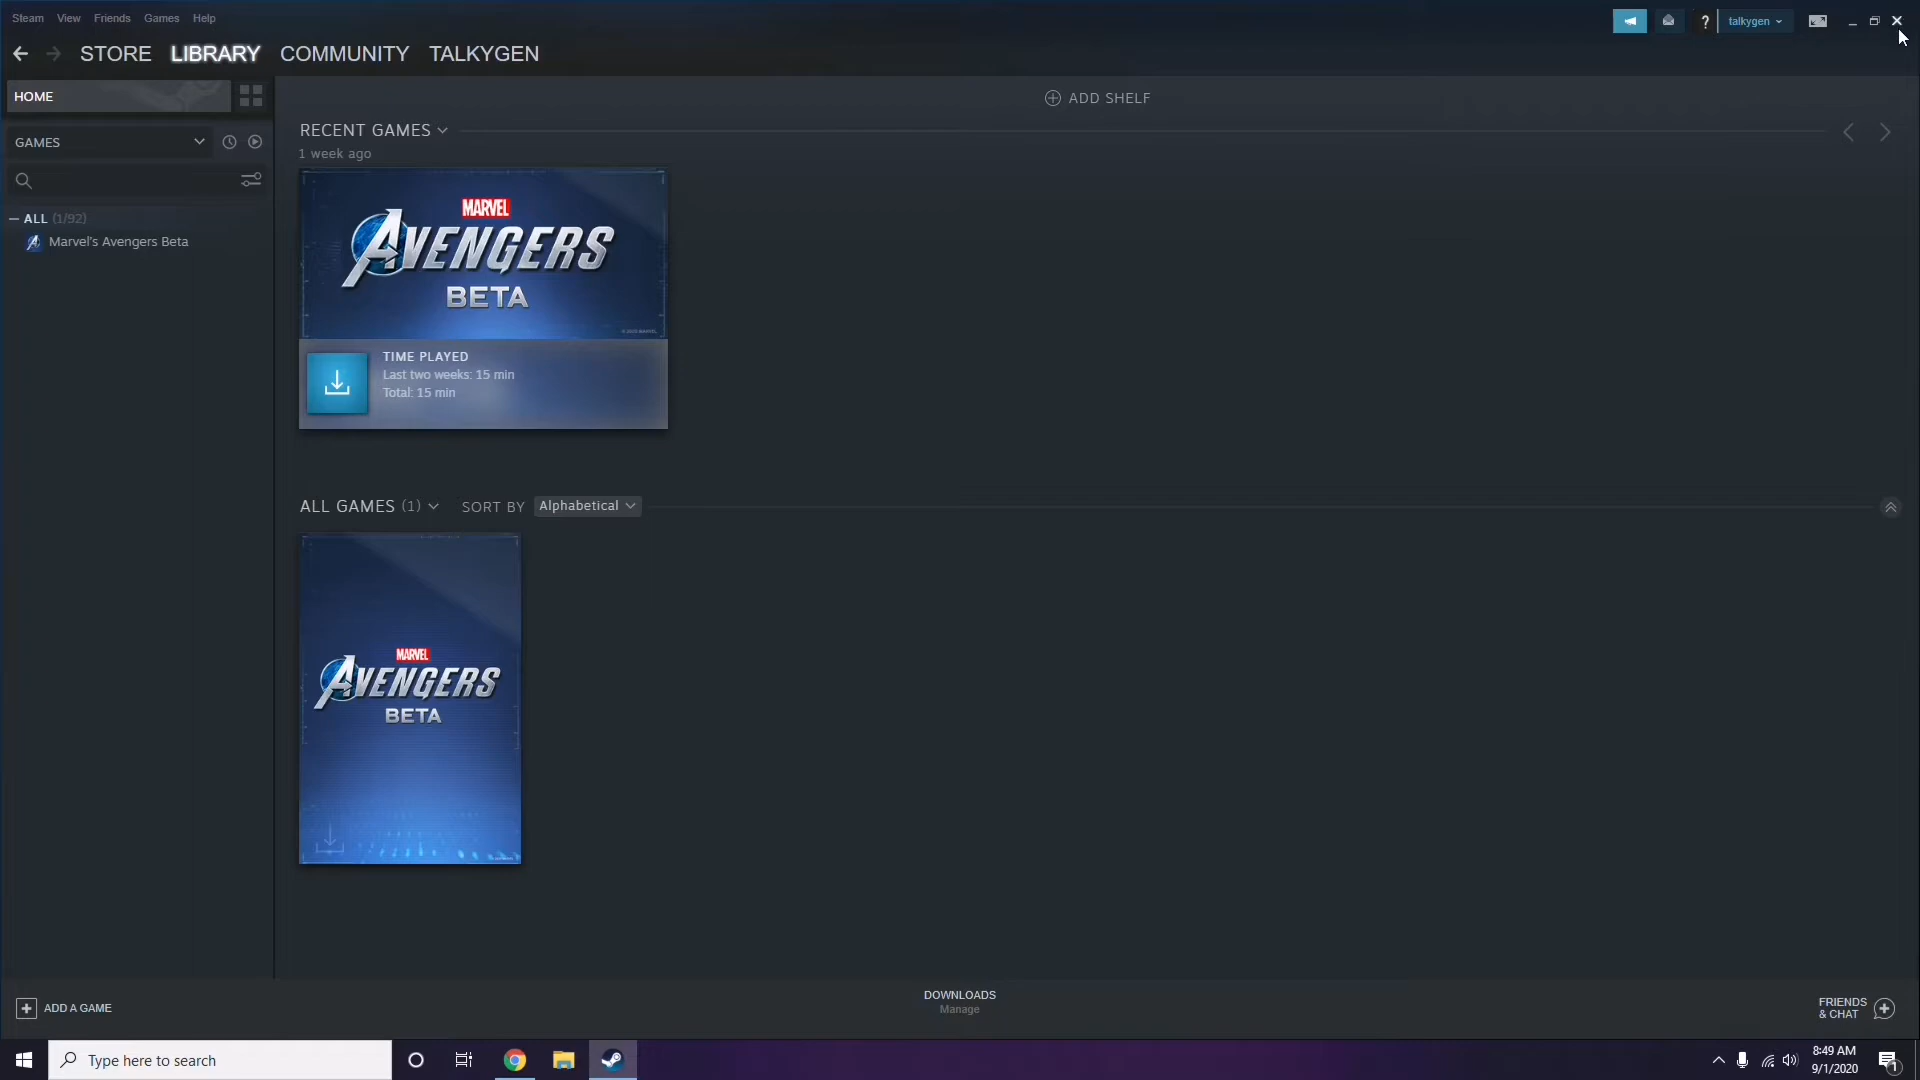 Steam View Friends Games Help
talkygen
STORE LIBRARY COMMUNITY TALKYGEN
HOME
ADD SHELF
GAMES
RECENT GAMES
1 week ago
ALL (1/92)
Marvel's Avengers Beta
MARVEL
AVENGERS
BETA
TIME PLAYED
Last two weeks: 15 min
Total: 15 min
ALL GAMES (1) SORT BY Alphabetical
MARVEL
AVENGERS
BETA
ADD A GAME
DOWNLOADS
Manage
FRIENDS
& CHAT
Type here to search
8:49 AM
9/1/2020
1